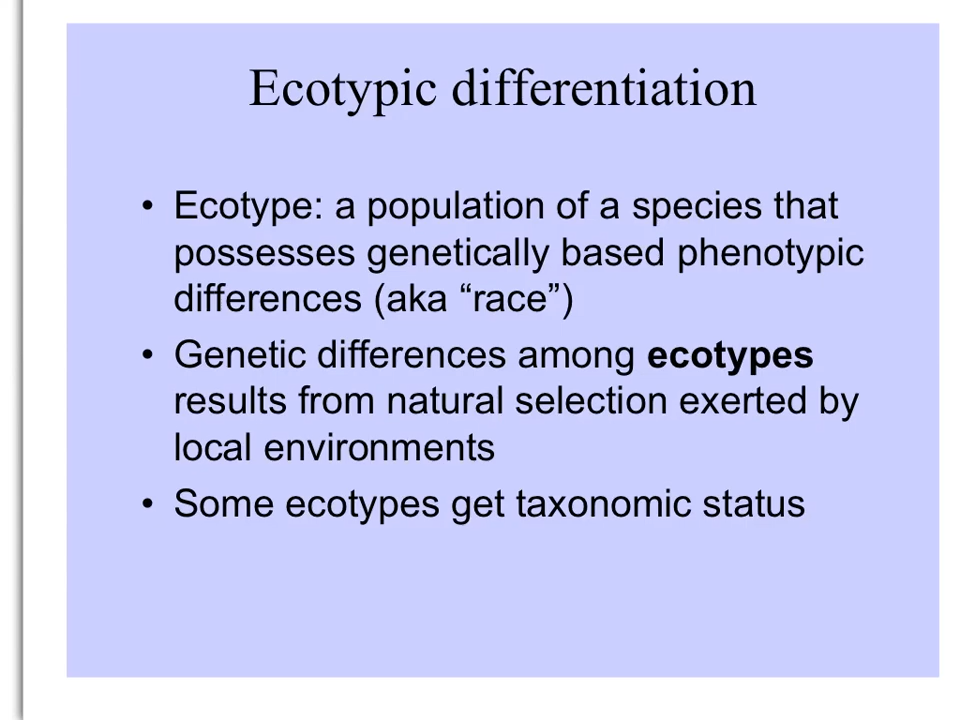 Ecotypic differentiation
• Ecotype: a population of a species that
possesses genetically based phenotypic
differences (aka “race”)
• Genetic differences among ecotypes
results from natural selection exerted by
local environments
• Some ecotypes get taxonomic status